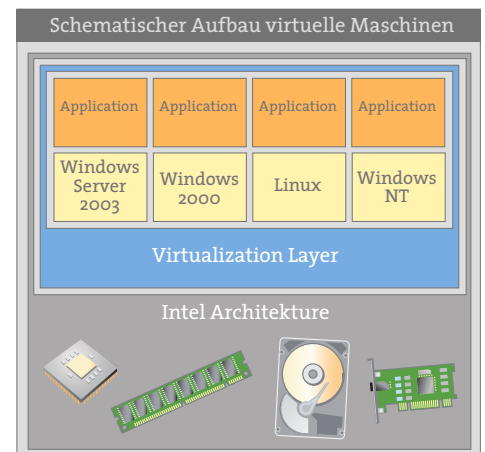 Schematischer Aufbau virtuelle Maschinen
Application Application Application Application
Windows Server 2003
Windows 2000
Linux
Windows NT
Virtualization Layer
Intel Architekture